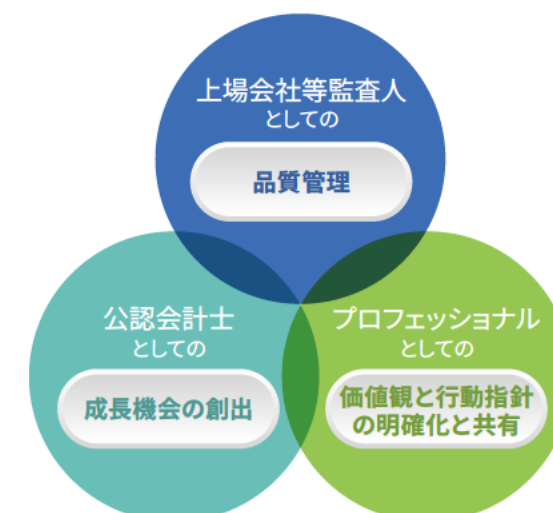 上場会社等監査人
としての
品質管理
公認会計士
としての
成長機会の創出
プロフェッショナル
としての
価値観と行動指針
の明確化と共有